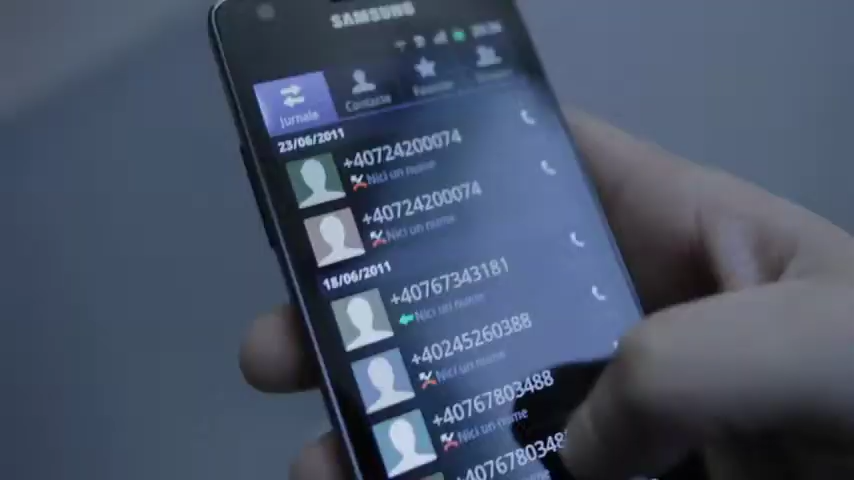 SAMSUNG
Jurnale
Contacte
23/06/2011
+40724200074
Nici un nume
+40724200074
Nici un nume
18/06/2011
+40767343181
Nici un nume
+40245260388
Nici un nume
+40767803488
Nici un nume
+4076780348